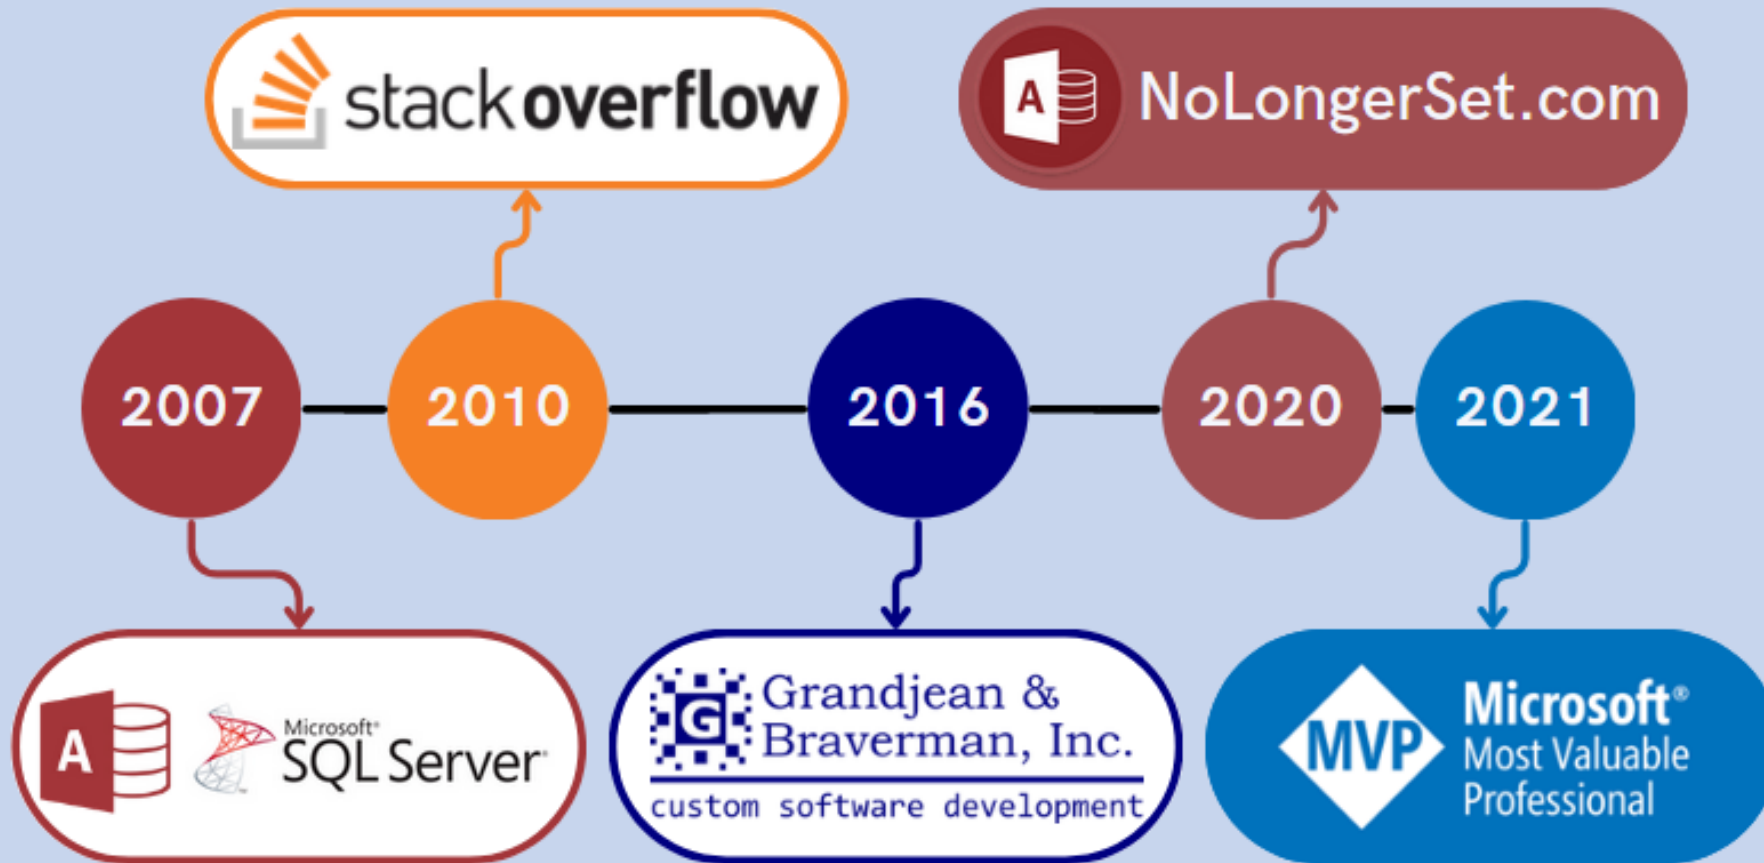 stackoverflow
A
NoLongerSet.com
2007
2010
2016
2020
2021
A
Microsoft®
SQL Server®
G
Grandjean &
Braverman, Inc.
custom software development
MVP
Microsoft®
Most Valuable
Professional